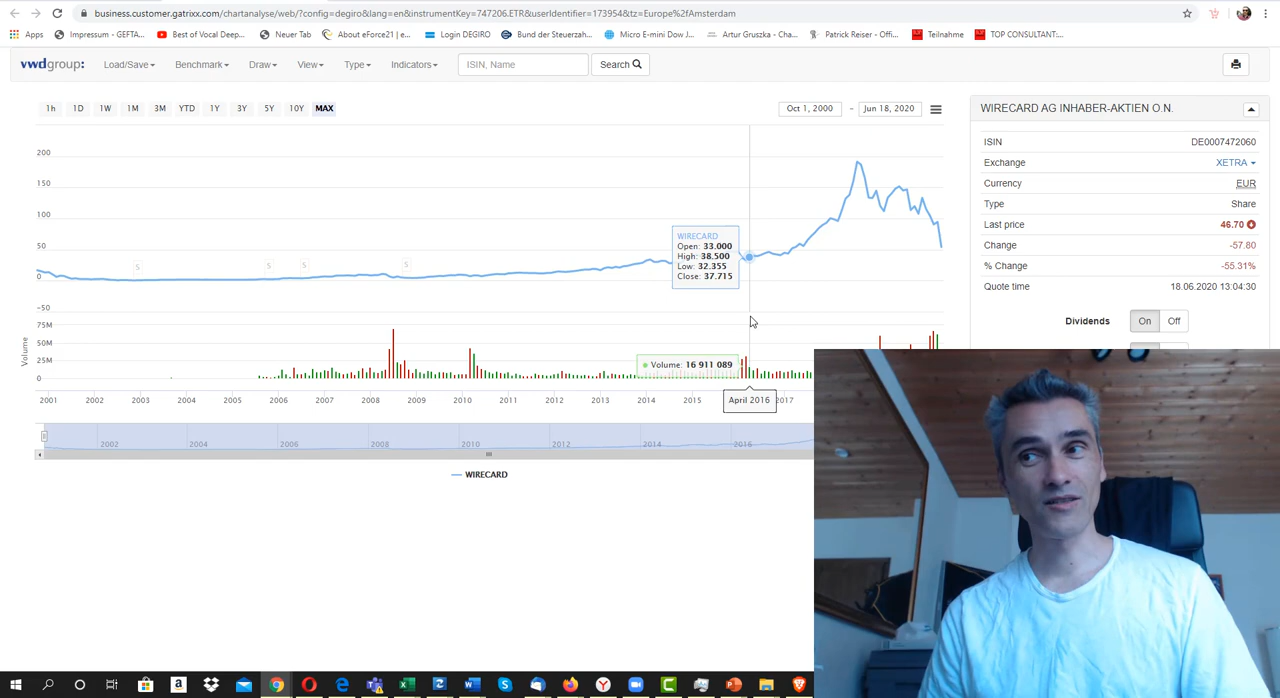 business.customer.gatrixx.com/chartanalyse/web/?config=degiro&lang=en&instrumentKey=747206.ETR&userIdentifier=173954&tz=Europe%2fAmsterdam
Apps Impressum - GEFTA... Best of Vocal Deep... Neuer Tab About eForce21 | e... Login DEGIRO Bund der Steuerzah... Micro E-mini Dow J... Artur Gruszka - Cha... Patrick Reiser - Offi... Teilnahme TOP CONSULTANT:...
vwdgroup: Load/Save Benchmark Draw View Type Indicators ISIN, Name Search
1h 1D 1W 1M 3M YTD 1Y 3Y 5Y 10Y MAX Oct 1, 2000 - Jun 18, 2020
WIRECARD AG INHABER-AKTIEN O.N.
ISIN DE0007472060
Exchange XETRA
Currency EUR
Type Share
Last price 46.70
Change -57.80
% Change -55.31%
Quote time 18.06.2020 13:04:30
Dividends On Off
200
150
100
50
0
-50
S S S S
WIRECARD
Open: 33.000
High: 38.500
Low: 32.355
Close: 37.715
75M
50M
25M
0
Volume
Volume: 16 911 089
2001 2002 2003 2004 2005 2006 2007 2008 2009 2010 2011 2012 2013 2014 2015 April 2016 2017
2002 2004 2006 2008 2010 2012 2014 2016
WIRECARD